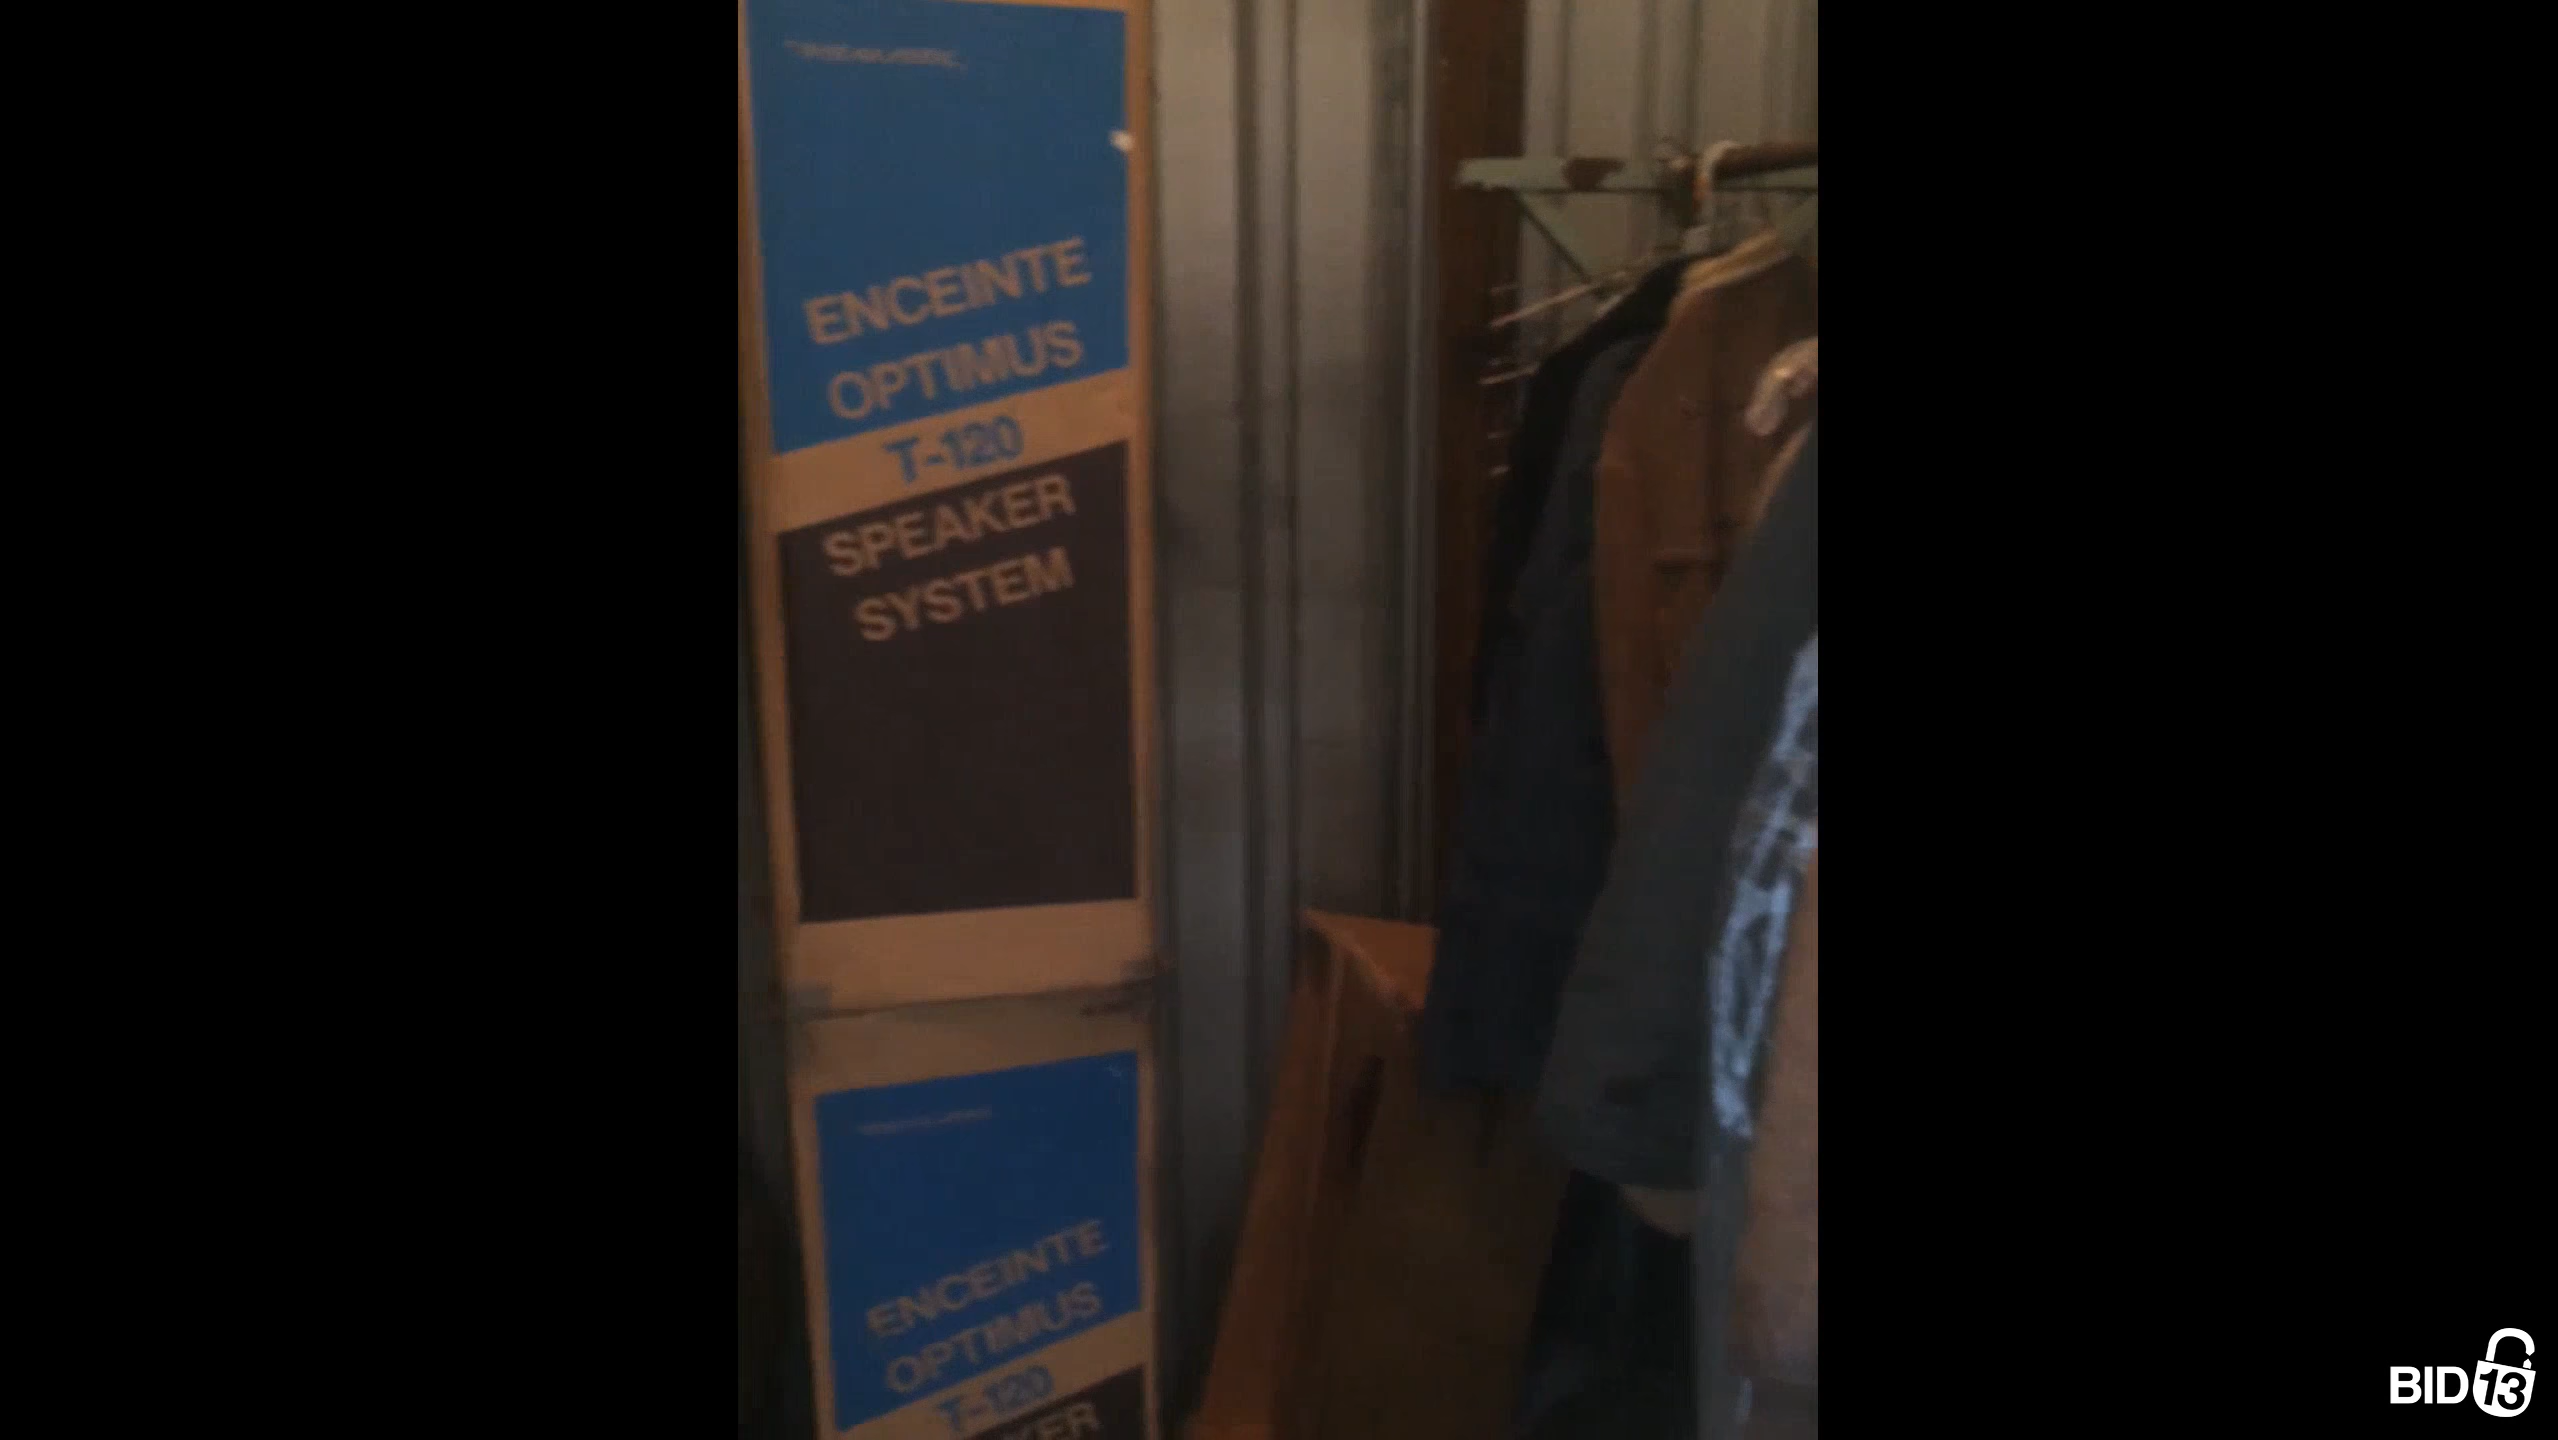 ENCEINTE
OPTIMUS
T-120
SPEAKER
SYSTEM
ENCEINTE
OPTIMUS
T-120
BID13